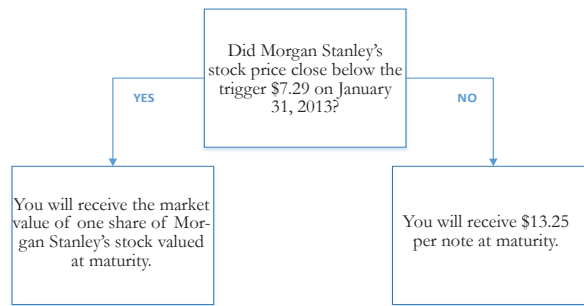 Did Morgan Stanley's
stock price close below the
trigger $7.29 on January
31, 2013?
YES
NO
You will receive the market
value of one share of Mor-
gan Stanley's stock valued
at maturity.
You will receive $13.25
per note at maturity.